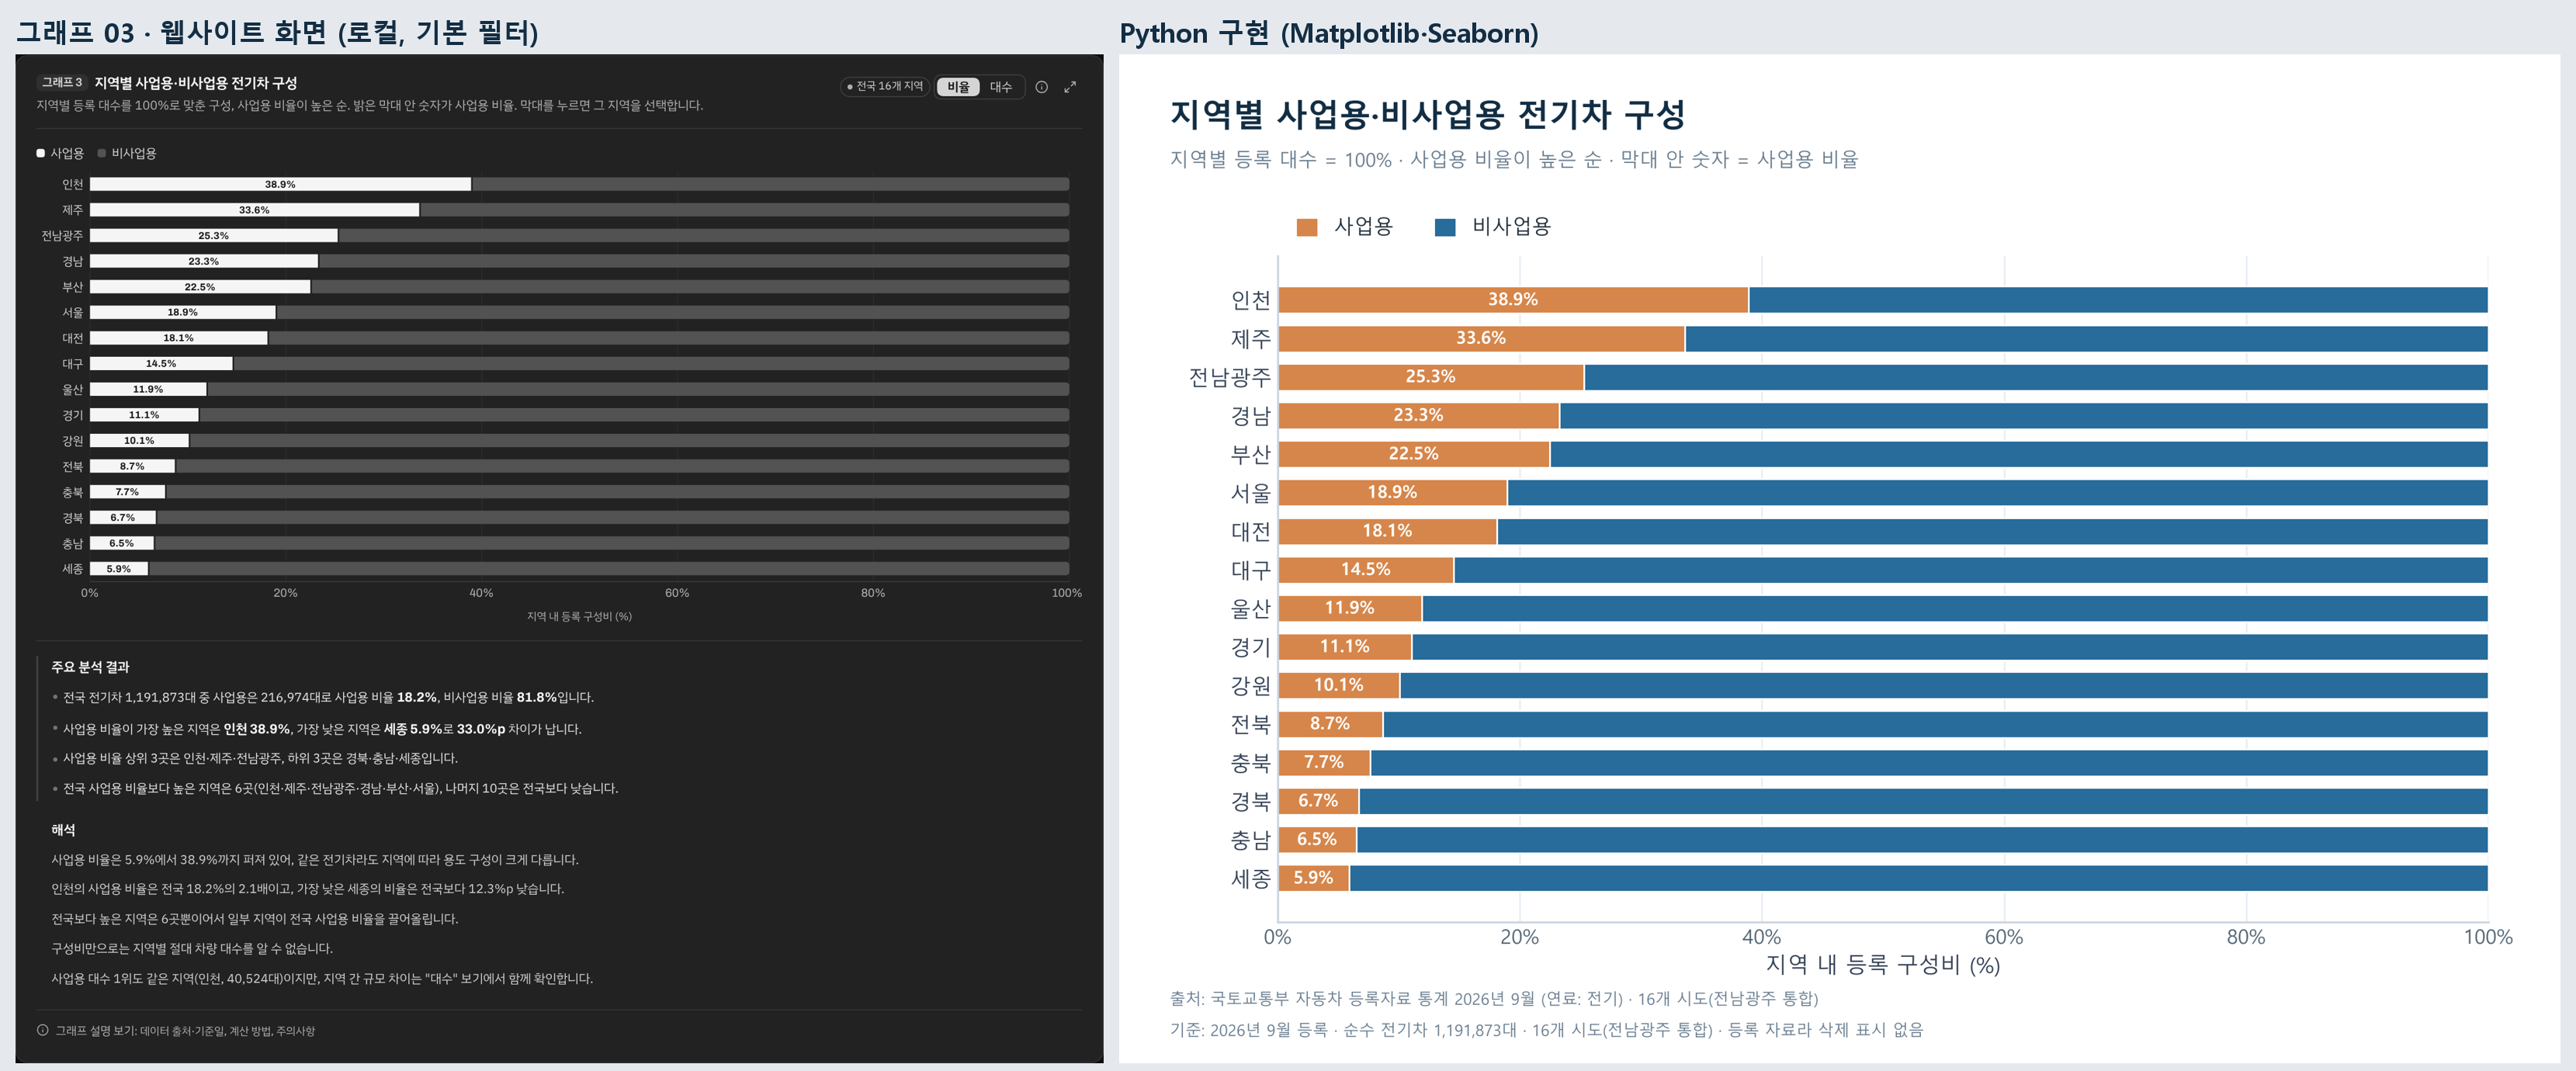 그래프 03 · 웹사이트 화면 (로컬, 기본 필터)
그래프 3 지역별 사업용·비사업용 전기차 구성
전국 16개 지역 비율 대수
지역별 등록 대수를 100%로 맞춘 구성, 사업용 비율이 높은 순. 밝은 막대 안 숫자가 사업용 비율. 막대를 누르면 그 지역을 선택합니다.
사업용 비사업용
인천 38.9%
제주 33.6%
전남광주 25.3%
경남 23.3%
부산 22.5%
서울 18.9%
대전 18.1%
대구 14.5%
울산 11.9%
경기 11.1%
강원 10.1%
전북 8.7%
충북 7.7%
경북 6.7%
충남 6.5%
세종 5.9%
0% 20% 40% 60% 80% 100%
지역 내 등록 구성비 (%)
주요 분석 결과
• 전국 전기차 1,191,873대 중 사업용은 216,974대로 사업용 비율 18.2%, 비사업용 비율 81.8%입니다.
• 사업용 비율이 가장 높은 지역은 인천 38.9%, 가장 낮은 지역은 세종 5.9%로 33.0%p 차이가 납니다.
• 사업용 비율 상위 3곳은 인천·제주·전남광주, 하위 3곳은 경북·충남·세종입니다.
• 전국 사업용 비율보다 높은 지역은 6곳(인천·제주·전남광주·경남·부산·서울), 나머지 10곳은 전국보다 낮습니다.
해석
사업용 비율은 5.9%에서 38.9%까지 퍼져 있어, 같은 전기차라도 지역에 따라 용도 구성이 크게 다릅니다.
인천의 사업용 비율은 전국 18.2%의 2.1배이고, 가장 낮은 세종의 비율은 전국보다 12.3%p 낮습니다.
전국보다 높은 지역은 6곳뿐이어서 일부 지역이 전국 사업용 비율을 끌어올립니다.
구성비만으로는 지역별 절대 차량 대수를 알 수 없습니다.
사업용 대수 1위도 같은 지역(인천, 40,524대)이지만, 지역 간 규모 차이는 "대수" 보기에서 함께 확인합니다.
그래프 설명 보기: 데이터 출처·기준일, 계산 방법, 주의사항
Python 구현 (Matplotlib·Seaborn)
지역별 사업용·비사업용 전기차 구성
지역별 등록 대수 = 100% · 사업용 비율이 높은 순 · 막대 안 숫자 = 사업용 비율
사업용 비사업용
인천 38.9%
제주 33.6%
전남광주 25.3%
경남 23.3%
부산 22.5%
서울 18.9%
대전 18.1%
대구 14.5%
울산 11.9%
경기 11.1%
강원 10.1%
전북 8.7%
충북 7.7%
경북 6.7%
충남 6.5%
세종 5.9%
0% 20% 40% 60% 80% 100%
지역 내 등록 구성비 (%)
출처: 국토교통부 자동차 등록자료 통계 2026년 9월 (연료: 전기) · 16개 시도(전남광주 통합)
기준: 2026년 9월 등록 · 순수 전기차 1,191,873대 · 16개 시도(전남광주 통합) · 등록 자료라 삭제 표시 없음